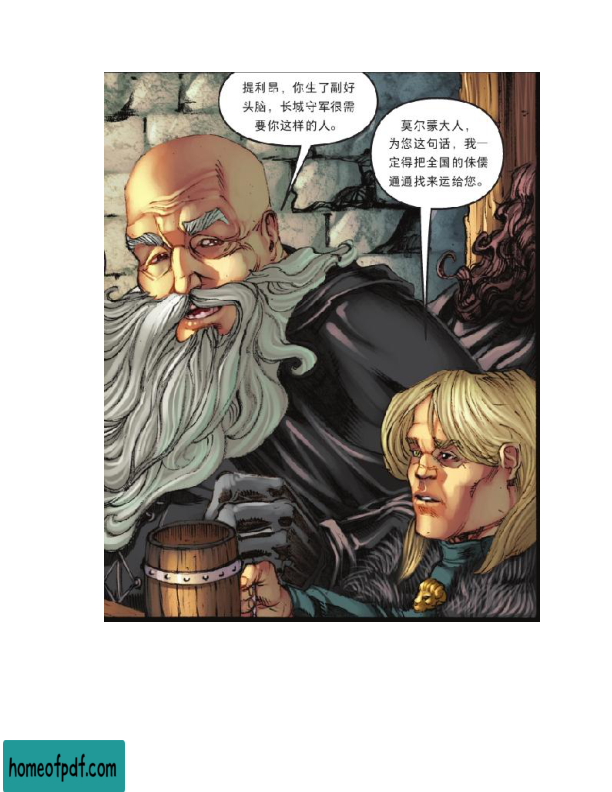 提利昂，你生了副好
头脑，长城守军很需
要你这样的人。
莫尔蒙大人，
为您这句话，我一
定得把全国的侏儒
通通找来运给您。
homeofpdf.com